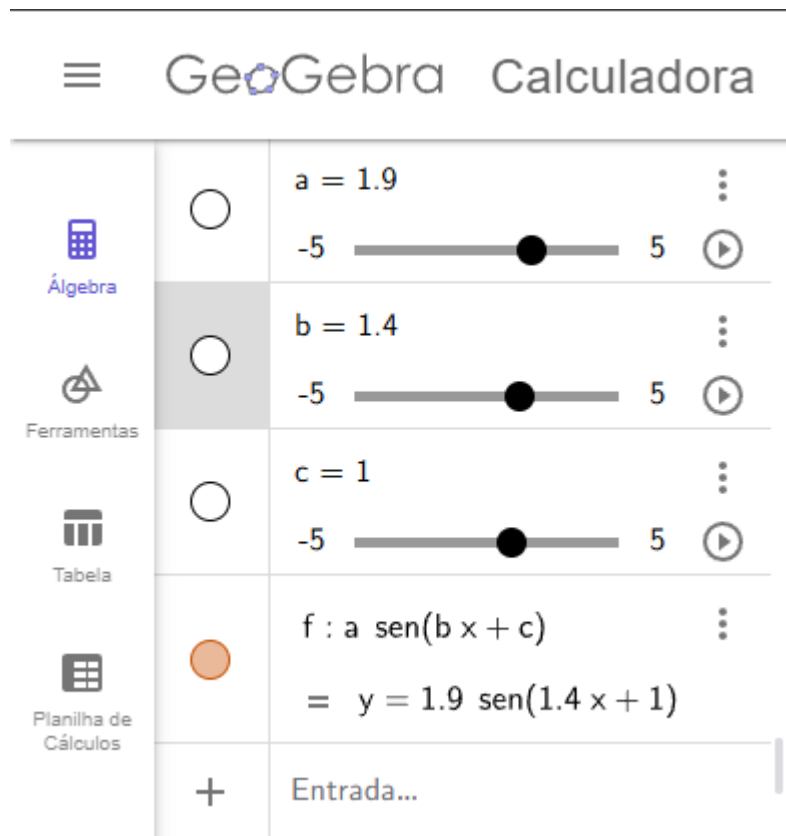 GeoGebra Calculadora
Álgebra
Ferramentas
Tabela
Planilha de
Cálculos
a = 1.9
-5 5
b = 1.4
-5 5
c = 1
-5 5
f : a sen(b x + c)
= y = 1.9 sen(1.4 x + 1)
+ Entrada...